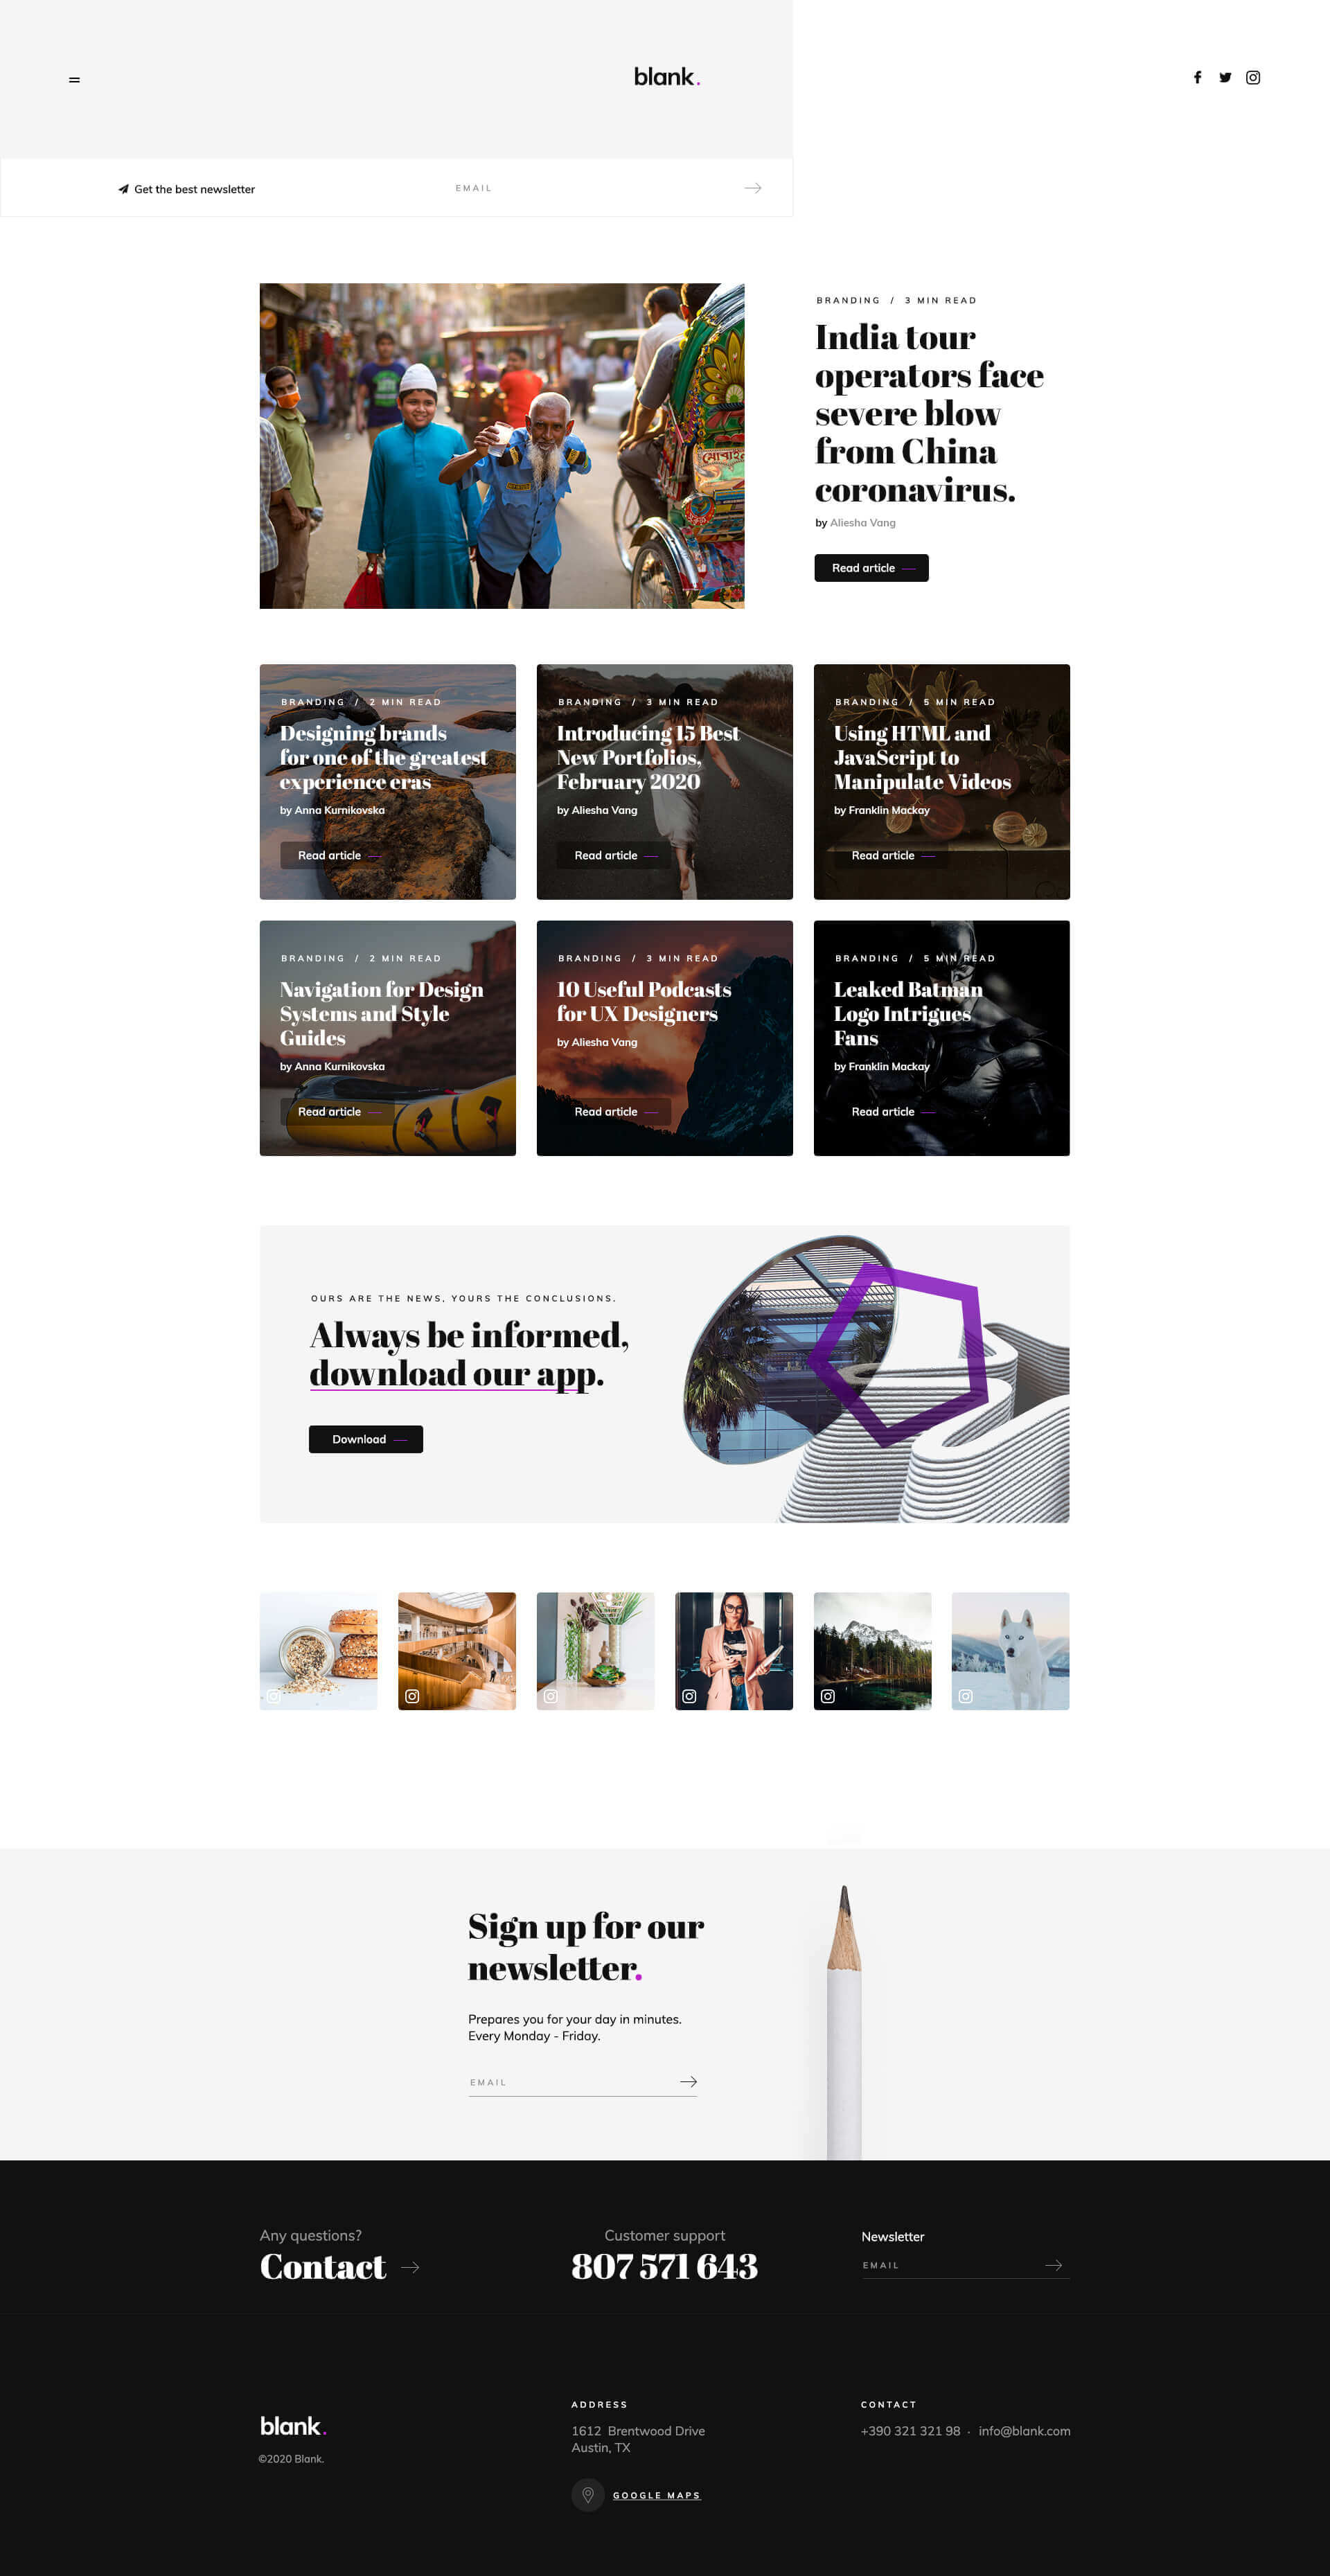 blank.
Get the best newsletter
EMAIL
BRANDING / 3 MIN READ
India tour
operators face
severe blow
from China
coronavirus.
by Aliesha Vang
Read article
মোবাইল
BRANDING / 2 MIN READ
Designing brands
for one of the greatest
experience eras
by Anna Kurnikovska
Read article
BRANDING / 3 MIN READ
Introducing 15 Best
New Portfolios,
February 2020
by Aliesha Vang
Read article
BRANDING / 5 MIN READ
Using HTML and
JavaScript to
Manipulate Videos
by Franklin Mackay
Read article
BRANDING / 2 MIN READ
Navigation for Design
Systems and Style
Guides
by Anna Kurnikovska
Read article
BRANDING / 3 MIN READ
10 Useful Podcasts
for UX Designers
by Aliesha Vang
Read article
BRANDING / 5 MIN READ
Leaked Batman
Logo Intrigues
Fans
by Franklin Mackay
Read article
OURS ARE THE NEWS, YOURS THE CONCLUSIONS.
Always be informed,
download our app.
Download
Sign up for our
newsletter.
Prepares you for your day in minutes.
Every Monday - Friday.
EMAIL
Any questions?
Contact
Customer support
807 571 643
Newsletter
EMAIL
blank.
©2020 Blank.
ADDRESS
1612 Brentwood Drive
Austin, TX
GOOGLE MAPS
CONTACT
+390 321 321 98 · info@blank.com